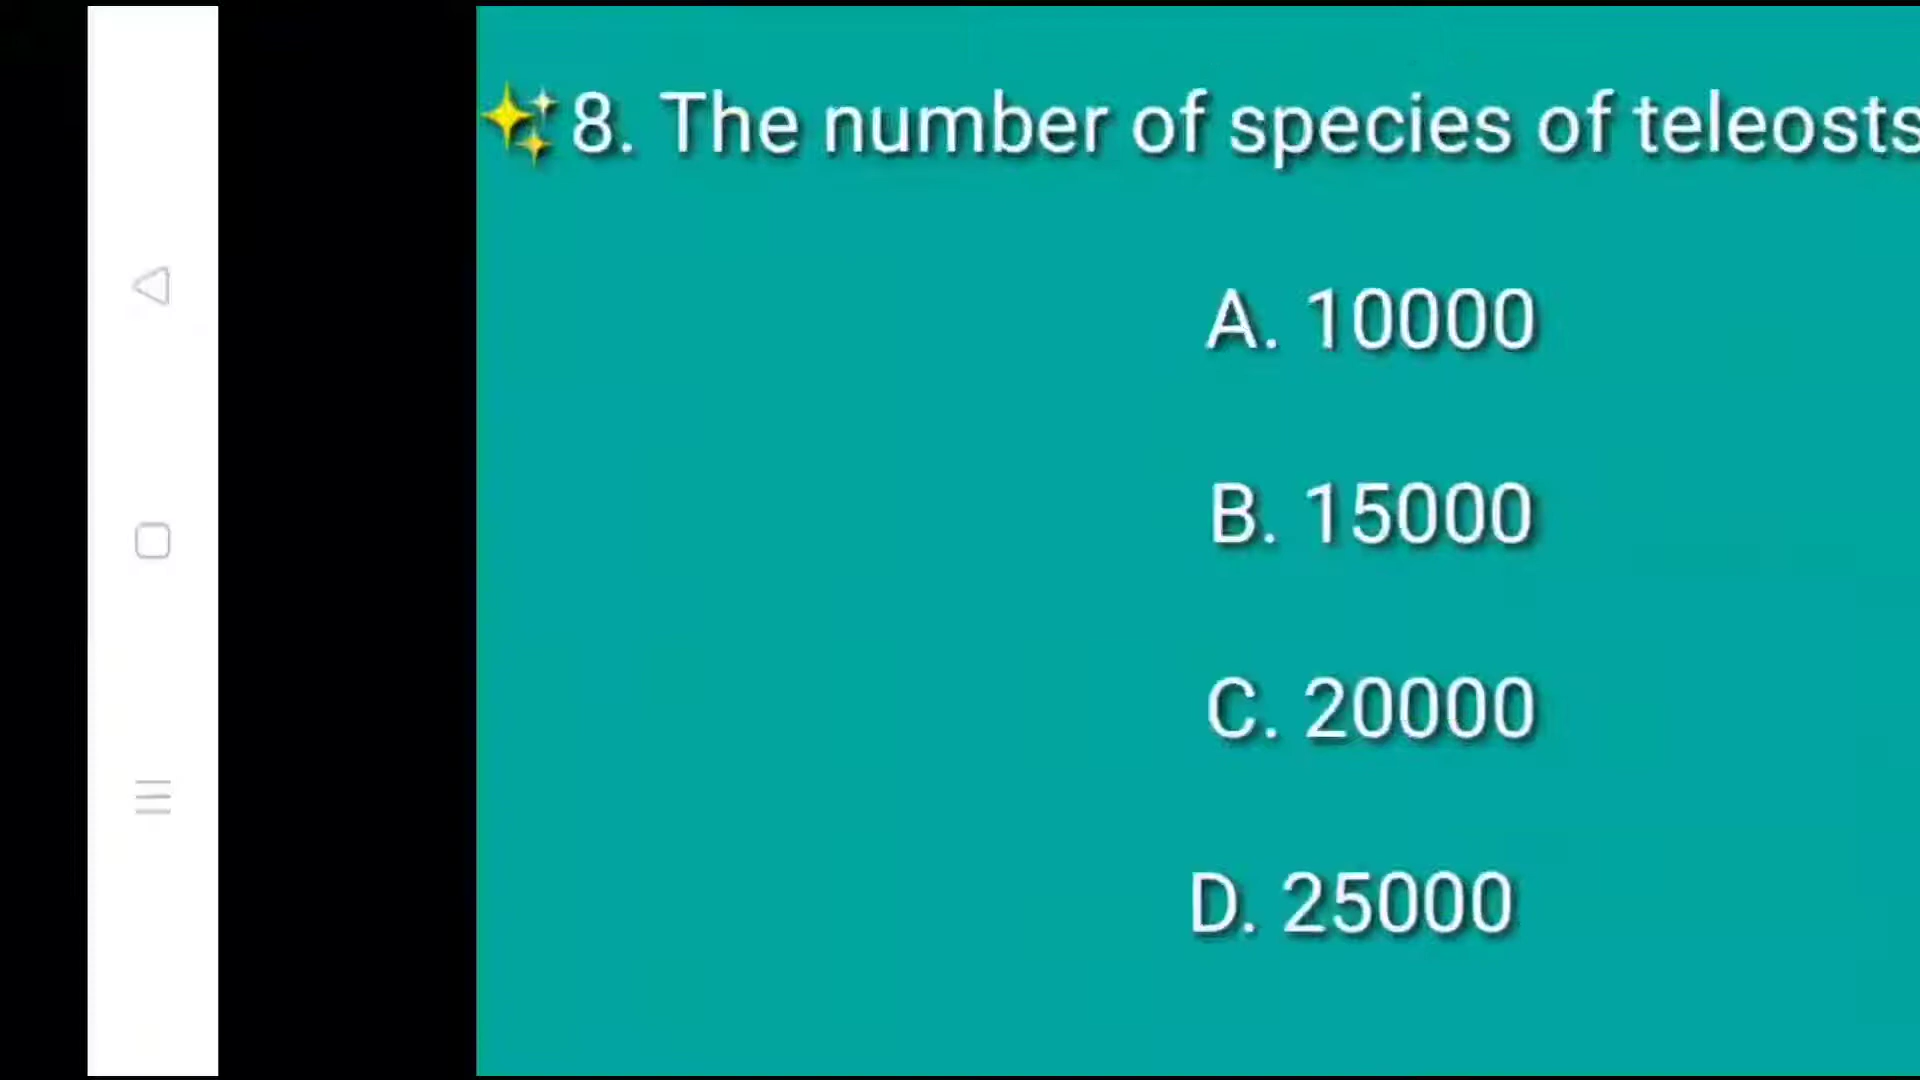 ✨8. The number of species of teleosts
A. 10000
B. 15000
C. 20000
D. 25000